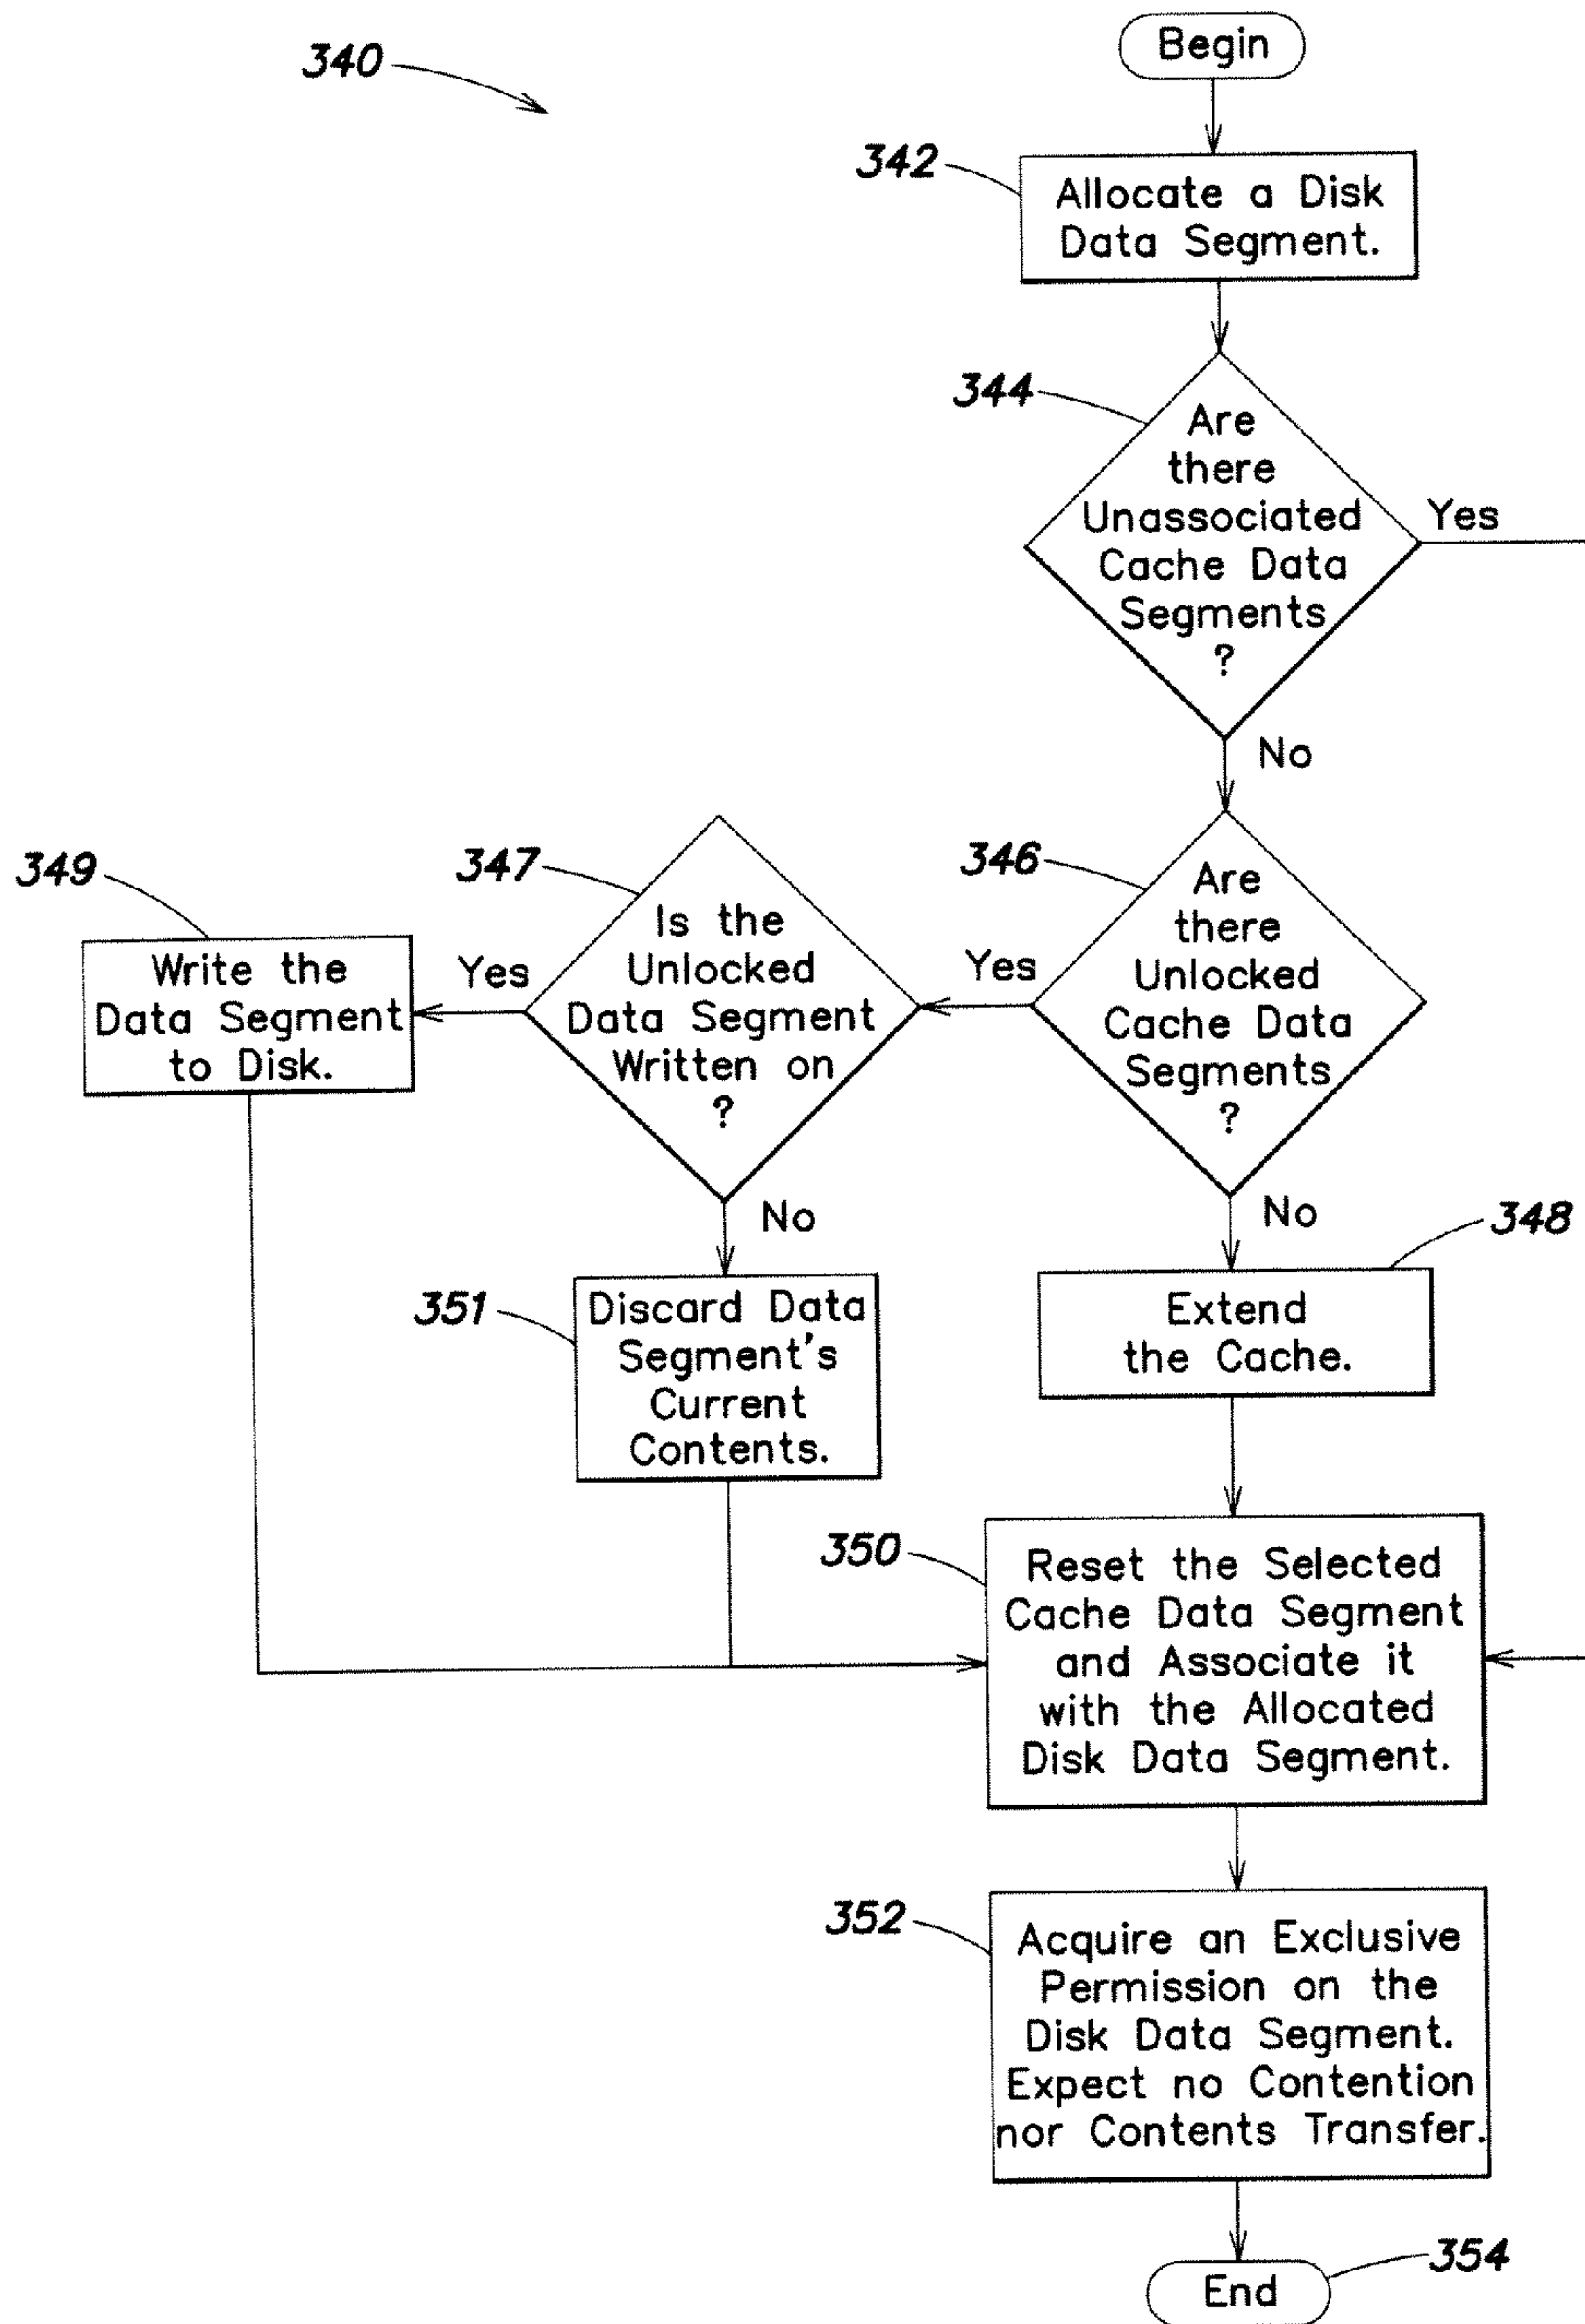 340
Begin
342
Allocate a Disk
Data Segment.
344
Are
there
Unassociated
Cache Data
Segments
?
Yes
No
349
Write the
Data Segment
to Disk.
Yes
347
Is the
Unlocked
Data Segment
Written on
?
Yes
346
Are
there
Unlocked
Cache Data
Segments
?
No
No
348
351
Discard Data
Segment's
Current
Contents.
Extend
the Cache.
350
Reset the Selected
Cache Data Segment
and Associate it
with the Allocated
Disk Data Segment.
352
Acquire an Exclusive
Permission on the
Disk Data Segment.
Expect no Contention
nor Contents Transfer.
354
End